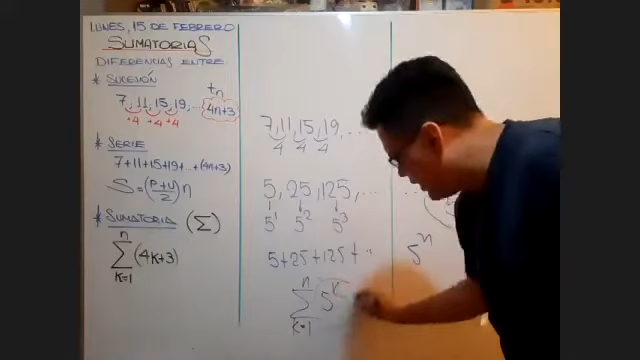 LUNES, 15 DE FEBRERO
SUMATORIAS
DIFERENCIAS ENTRE
* SUCESIÓN
tn
7, 11, 15, 19, ... 4n+3
+4 +4 +4
* SERIE
7+11+15+19+...+(4n+3)
S=(P+U/2)n
* SUMATORIA (Σ)
n
Σ(4K+3)
K=1
7, 11, 15, 19, ...
4 4 4
5, 25, 125, ...
5¹ 5² 5³
5+25+125+... 5ⁿ
n
Σ 5ᴷ
K=1